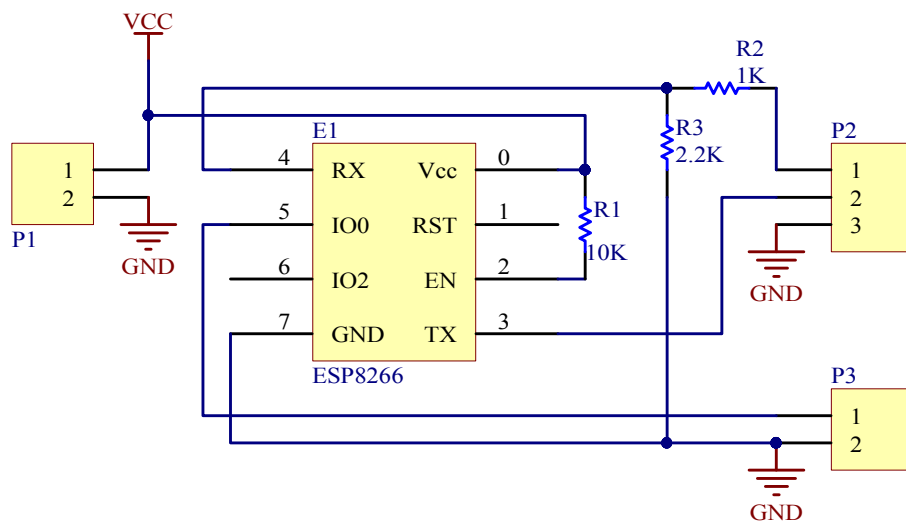 VCC
R2
1K
E1
R3
2.2K
P2
1
2
P1
GND
4
RX
Vcc
0
5
IO0
RST
1
R1
10K
6
IO2
EN
2
7
GND
TX
3
ESP8266
1
2
3
GND
P3
1
2
GND